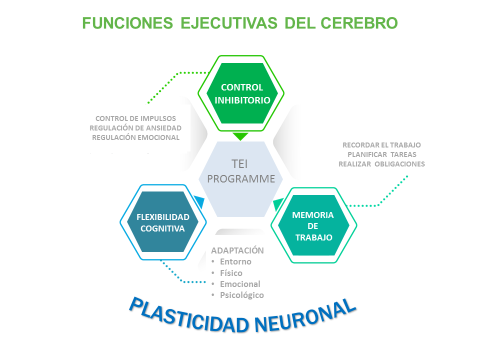 FUNCIONES EJECUTIVAS DEL CEREBRO
CONTROL
INHIBITORIO
CONTROL DE IMPULSOS
REGULACIÓN DE ANSIEDAD
REGULACIÓN EMOCIONAL
RECORDAR EL TRABAJO
PLANIFICAR TAREAS
REALIZAR OBLIGACIONES
TEI
PROGRAMME
FLEXIBILIDAD
COGNITIVA
MEMORIA
DE
TRABAJO
ADAPTACIÓN
• Entorno
• Físico
• Emocional
• Psicológico
PLASTICIDAD NEURONAL